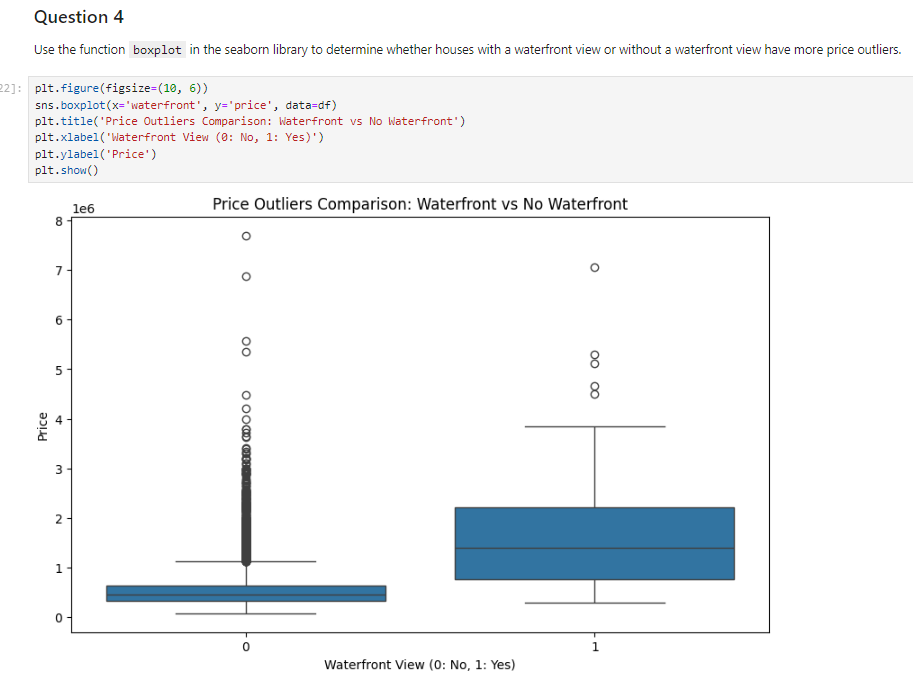 Question 4
Use the function boxplot in the seaborn library to determine whether houses with a waterfront view or without a waterfront view have more price outliers.
22]:
plt.figure(figsize=(10, 6))
sns.boxplot(x='waterfront', y='price', data=df)
plt.title('Price Outliers Comparison: Waterfront vs No Waterfront')
plt.xlabel('Waterfront View (0: No, 1: Yes)')
plt.ylabel('Price')
plt.show()
Price Outliers Comparison: Waterfront vs No Waterfront
1e6
8
7
6
5
4
3
2
1
0
Price
0 1
Waterfront View (0: No, 1: Yes)